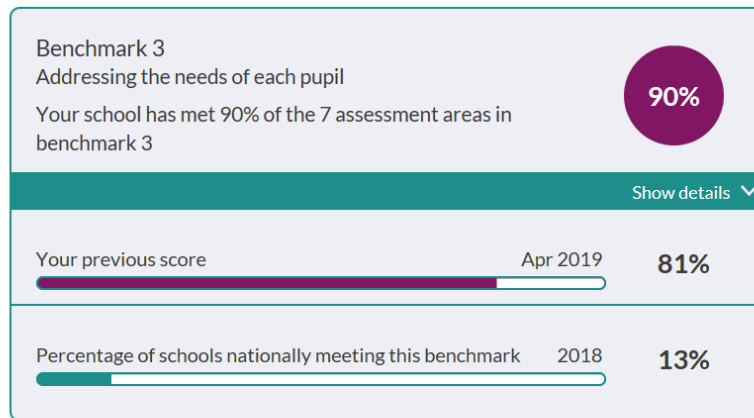 Benchmark 3
Addressing the needs of each pupil
Your school has met 90% of the 7 assessment areas in
benchmark 3
90%
Show details
Your previous score Apr 2019 81%
Percentage of schools nationally meeting this benchmark 2018 13%